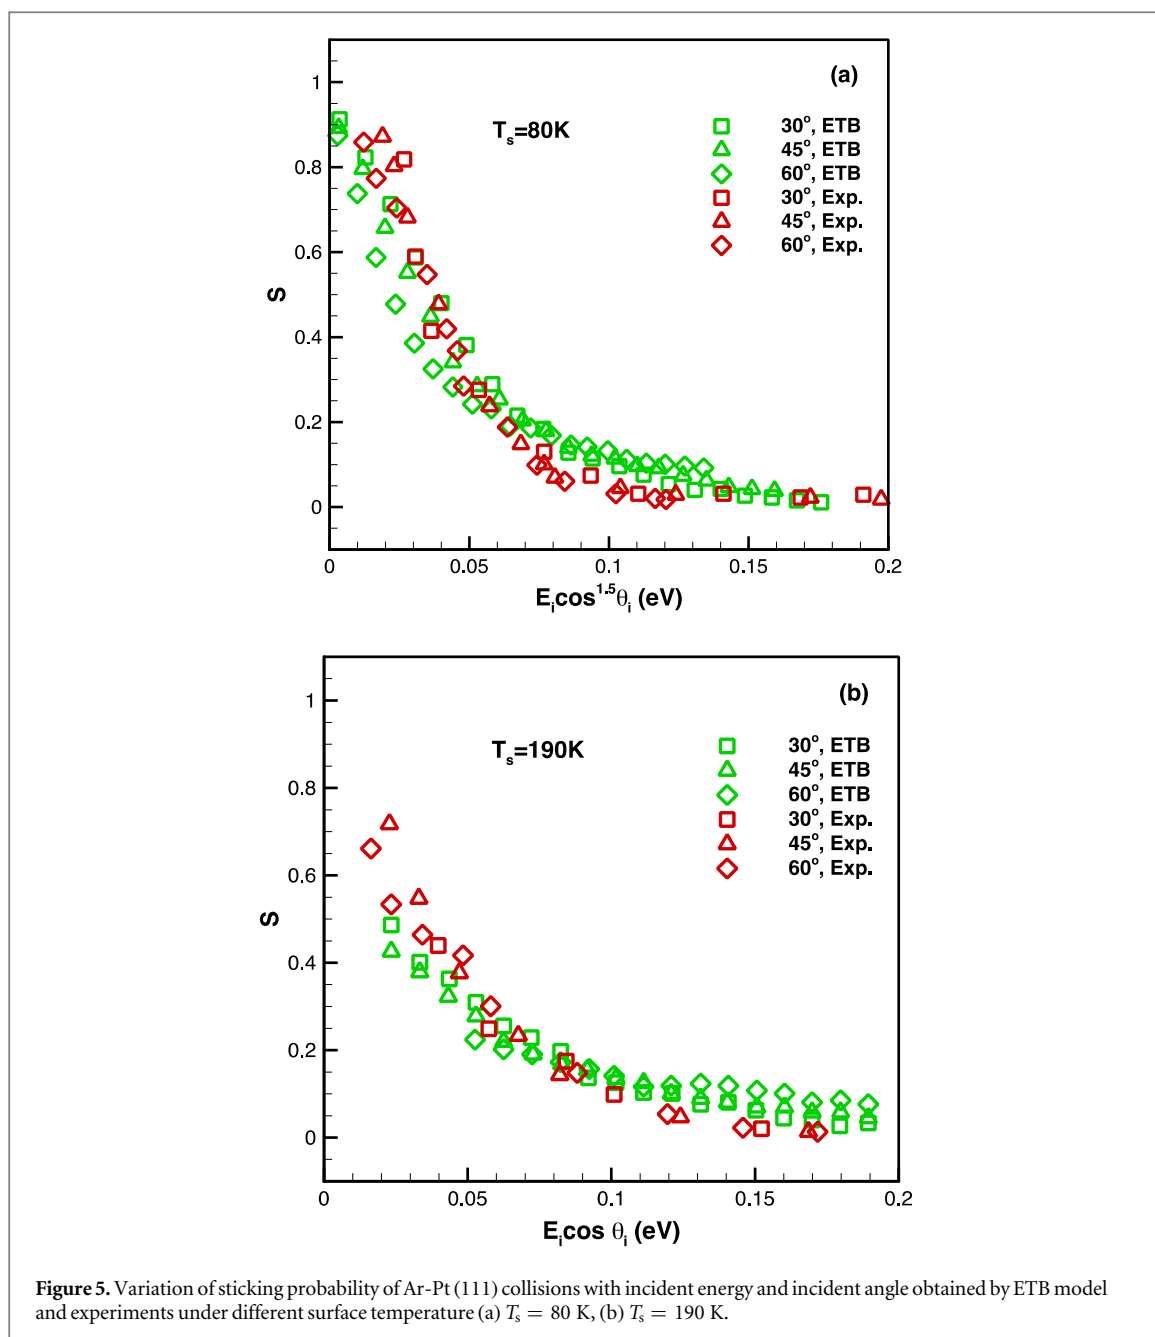 (a)
T_s=80K
30°, ETB
45°, ETB
60°, ETB
30°, Exp.
45°, Exp.
60°, Exp.
S
1
0.8
0.6
0.4
0.2
0
0 0.05 0.1 0.15 0.2
E_i cos^1.5 θ_i (eV)
(b)
T_s=190K
30°, ETB
45°, ETB
60°, ETB
30°, Exp.
45°, Exp.
60°, Exp.
S
1
0.8
0.6
0.4
0.2
0
0 0.05 0.1 0.15 0.2
E_i cos θ_i (eV)
Figure 5. Variation of sticking probability of Ar-Pt (111) collisions with incident energy and incident angle obtained by ETB model
and experiments under different surface temperature (a) T_s = 80 K, (b) T_s = 190 K.